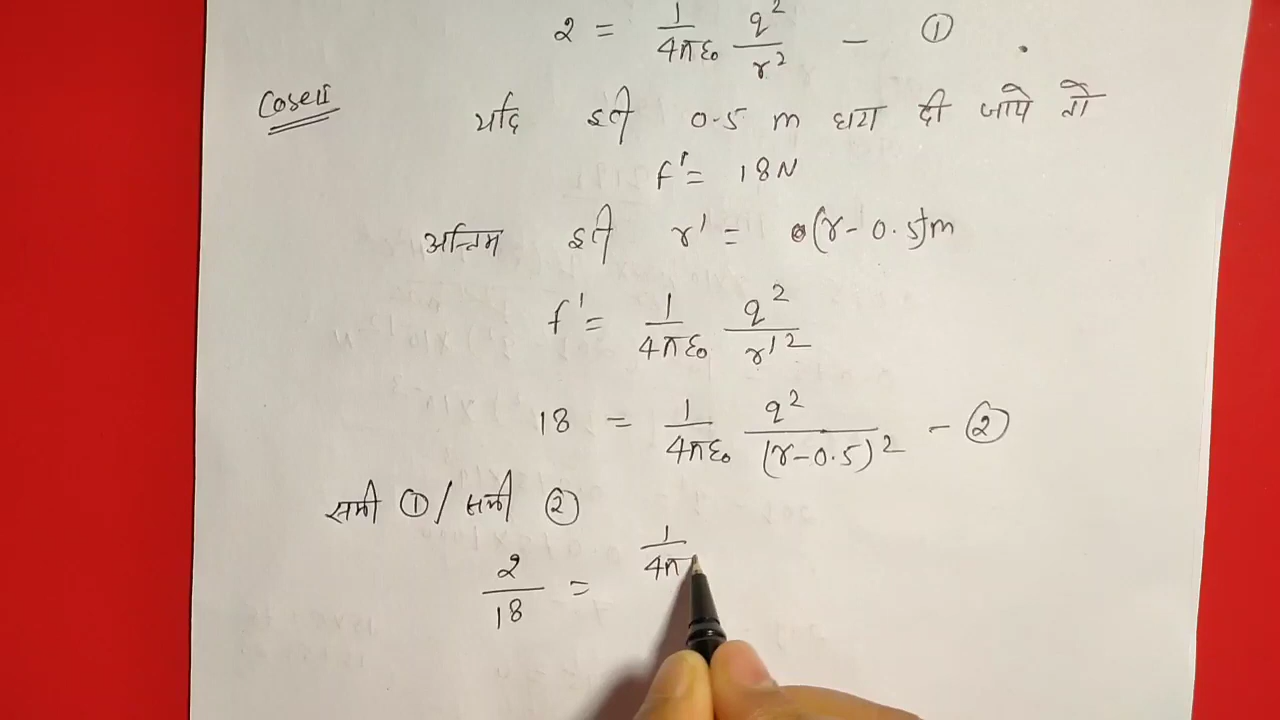 2 = 1/4πε₀ q²/r² — ①
Case II यदि दूरी 0.5 m घटा दी जाये तो
F' = 18N
अन्तिम दूरी r' = (r - 0.5)m
F' = 1/4πε₀ q²/r'²
18 = 1/4πε₀ q²/(r-0.5)² — ②
समी ① / समी ②
2/18 = 1/4π